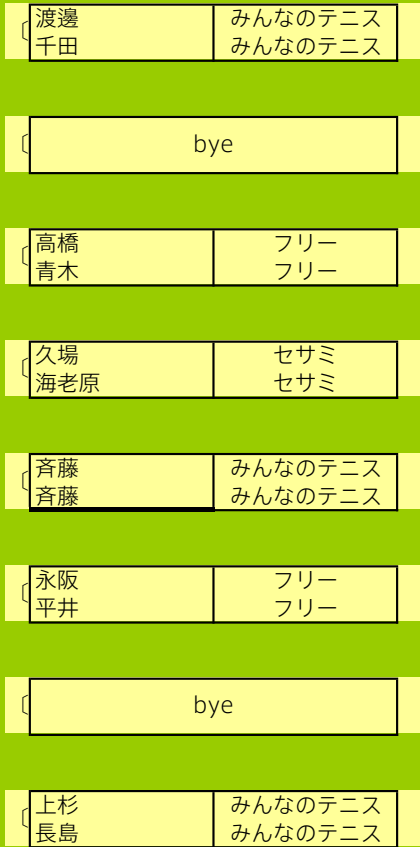 渡邉 みんなのテニス
千田 みんなのテニス
bye
高橋 フリー
青木 フリー
久場 セサミ
海老原 セサミ
斉藤 みんなのテニス
斉藤 みんなのテニス
永阪 フリー
平井 フリー
bye
上杉 みんなのテニス
長島 みんなのテニス